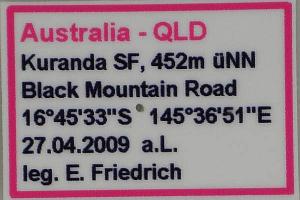 Australia - QLD
Kuranda SF, 452m üNN
Black Mountain Road
16°45'33"S 145°36'51"E
27.04.2009 a.L.
leg. E. Friedrich